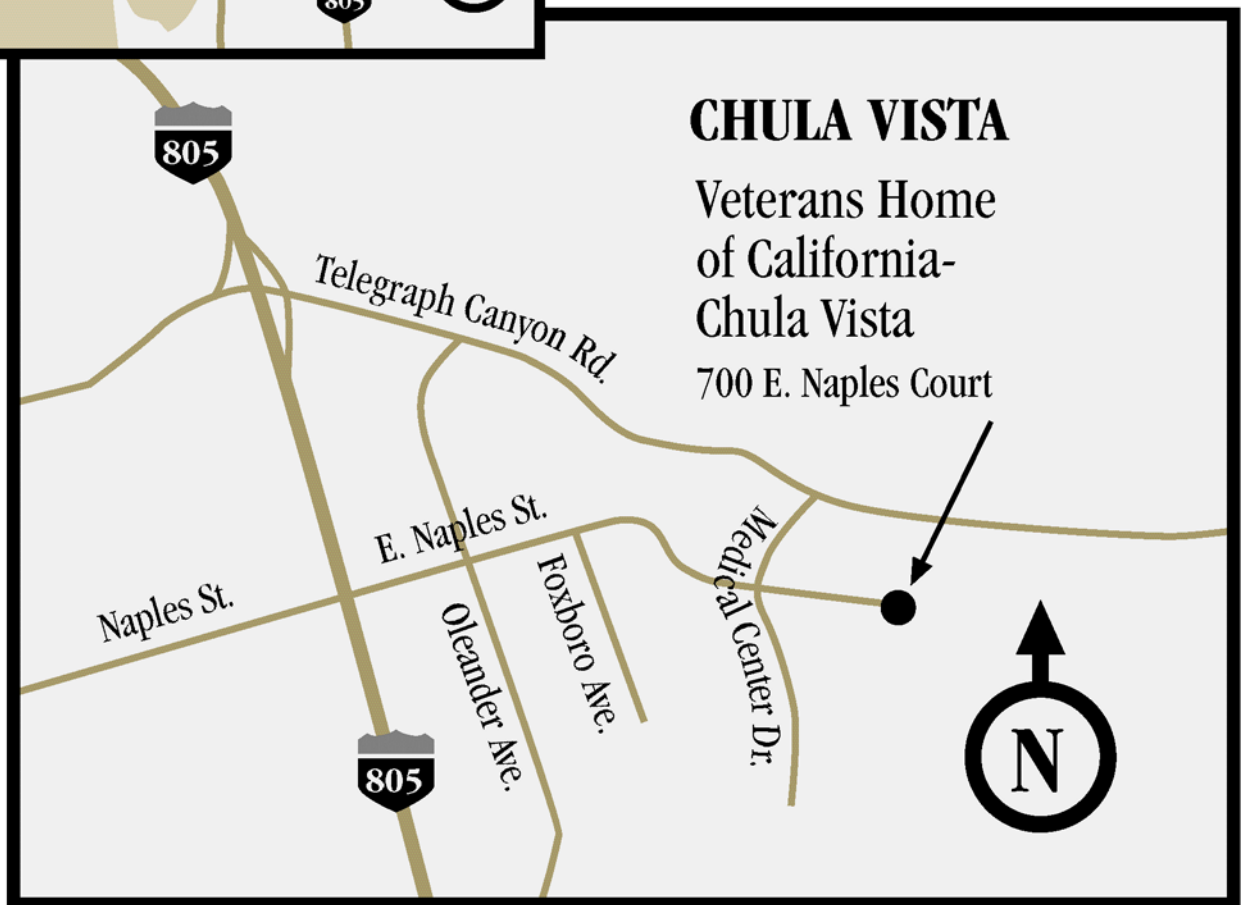 805
805
CHULA VISTA
Veterans Home
of California-
Chula Vista
700 E. Naples Court
Telegraph Canyon Rd.
E. Naples St.
Naples St.
Oleander Ave.
Foxboro Ave.
Medical Center Dr.
805
N